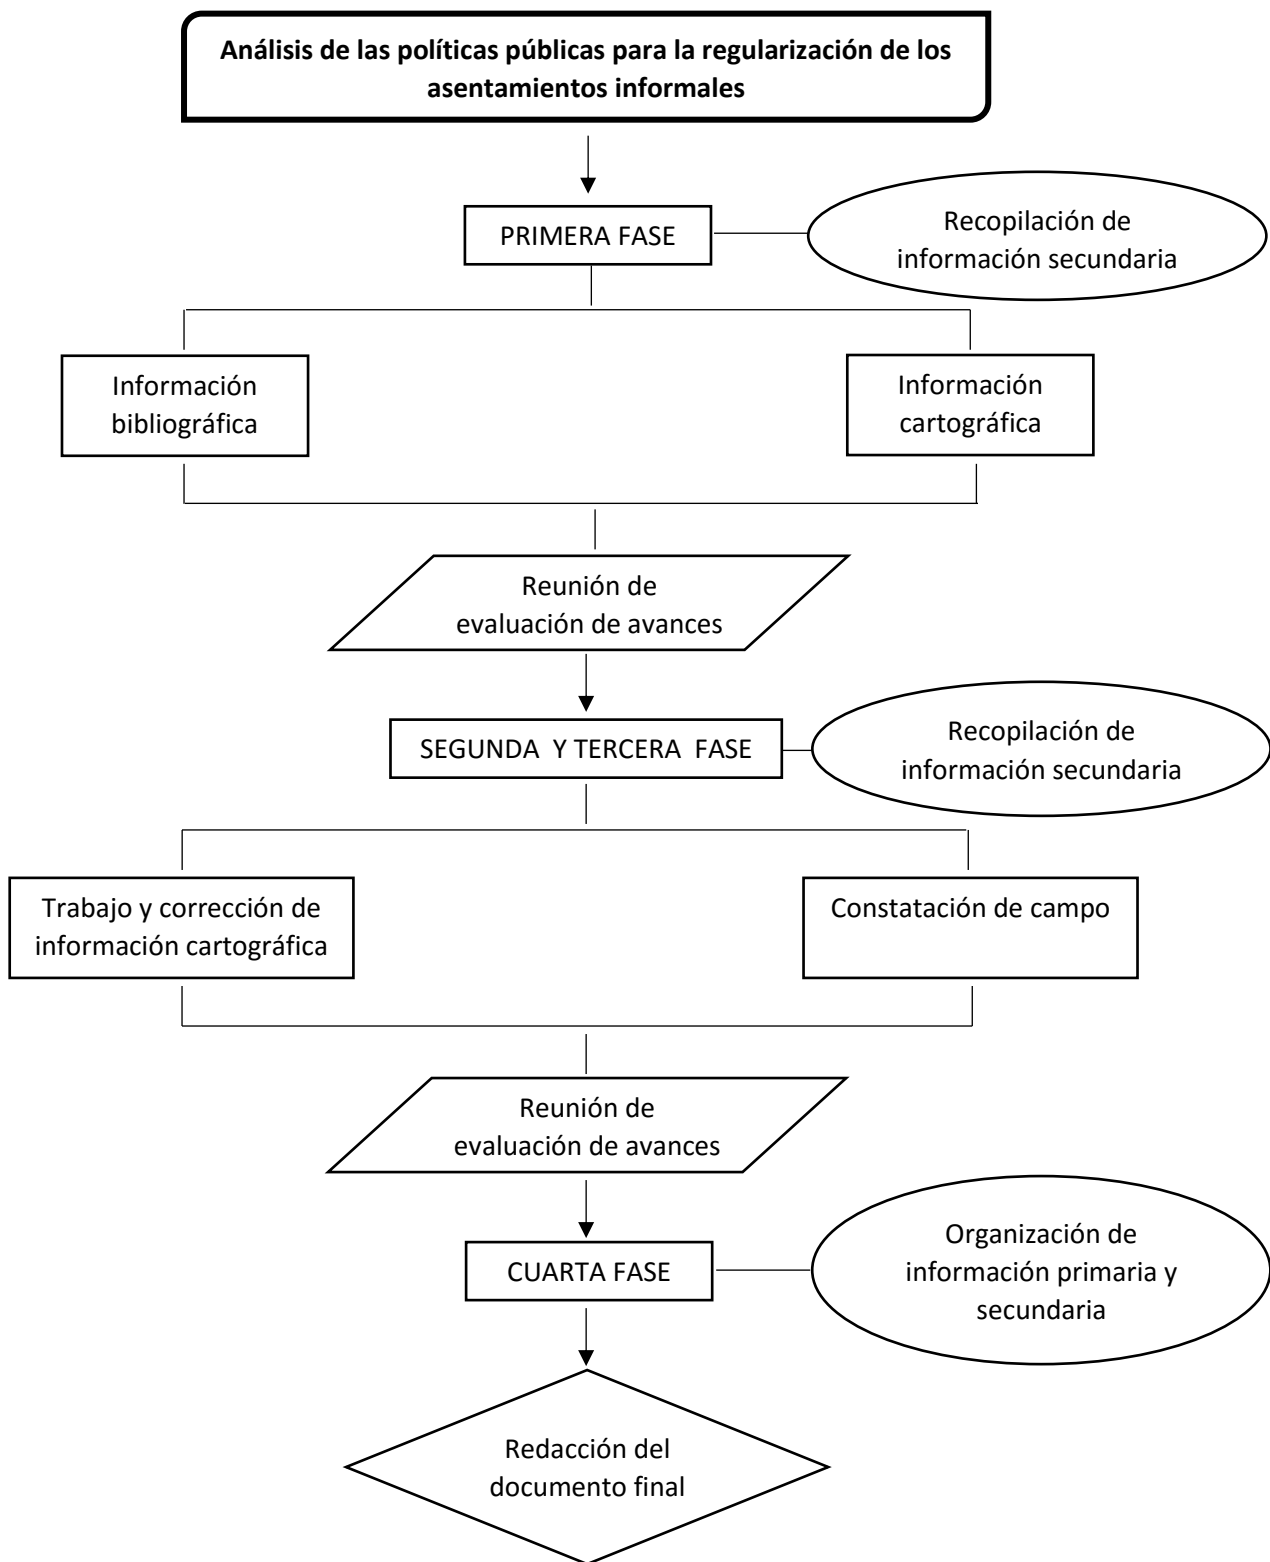 Análisis de las políticas públicas para la regularización de los
asentamientos informales
PRIMERA FASE
Recopilación de
información secundaria
Información
bibliográfica
Información
cartográfica
Reunión de
evaluación de avances
SEGUNDA Y TERCERA FASE
Recopilación de
información secundaria
Trabajo y corrección de
información cartográfica
Constatación de campo
Reunión de
evaluación de avances
CUARTA FASE
Organización de
información primaria y
secundaria
Redacción del
documento final